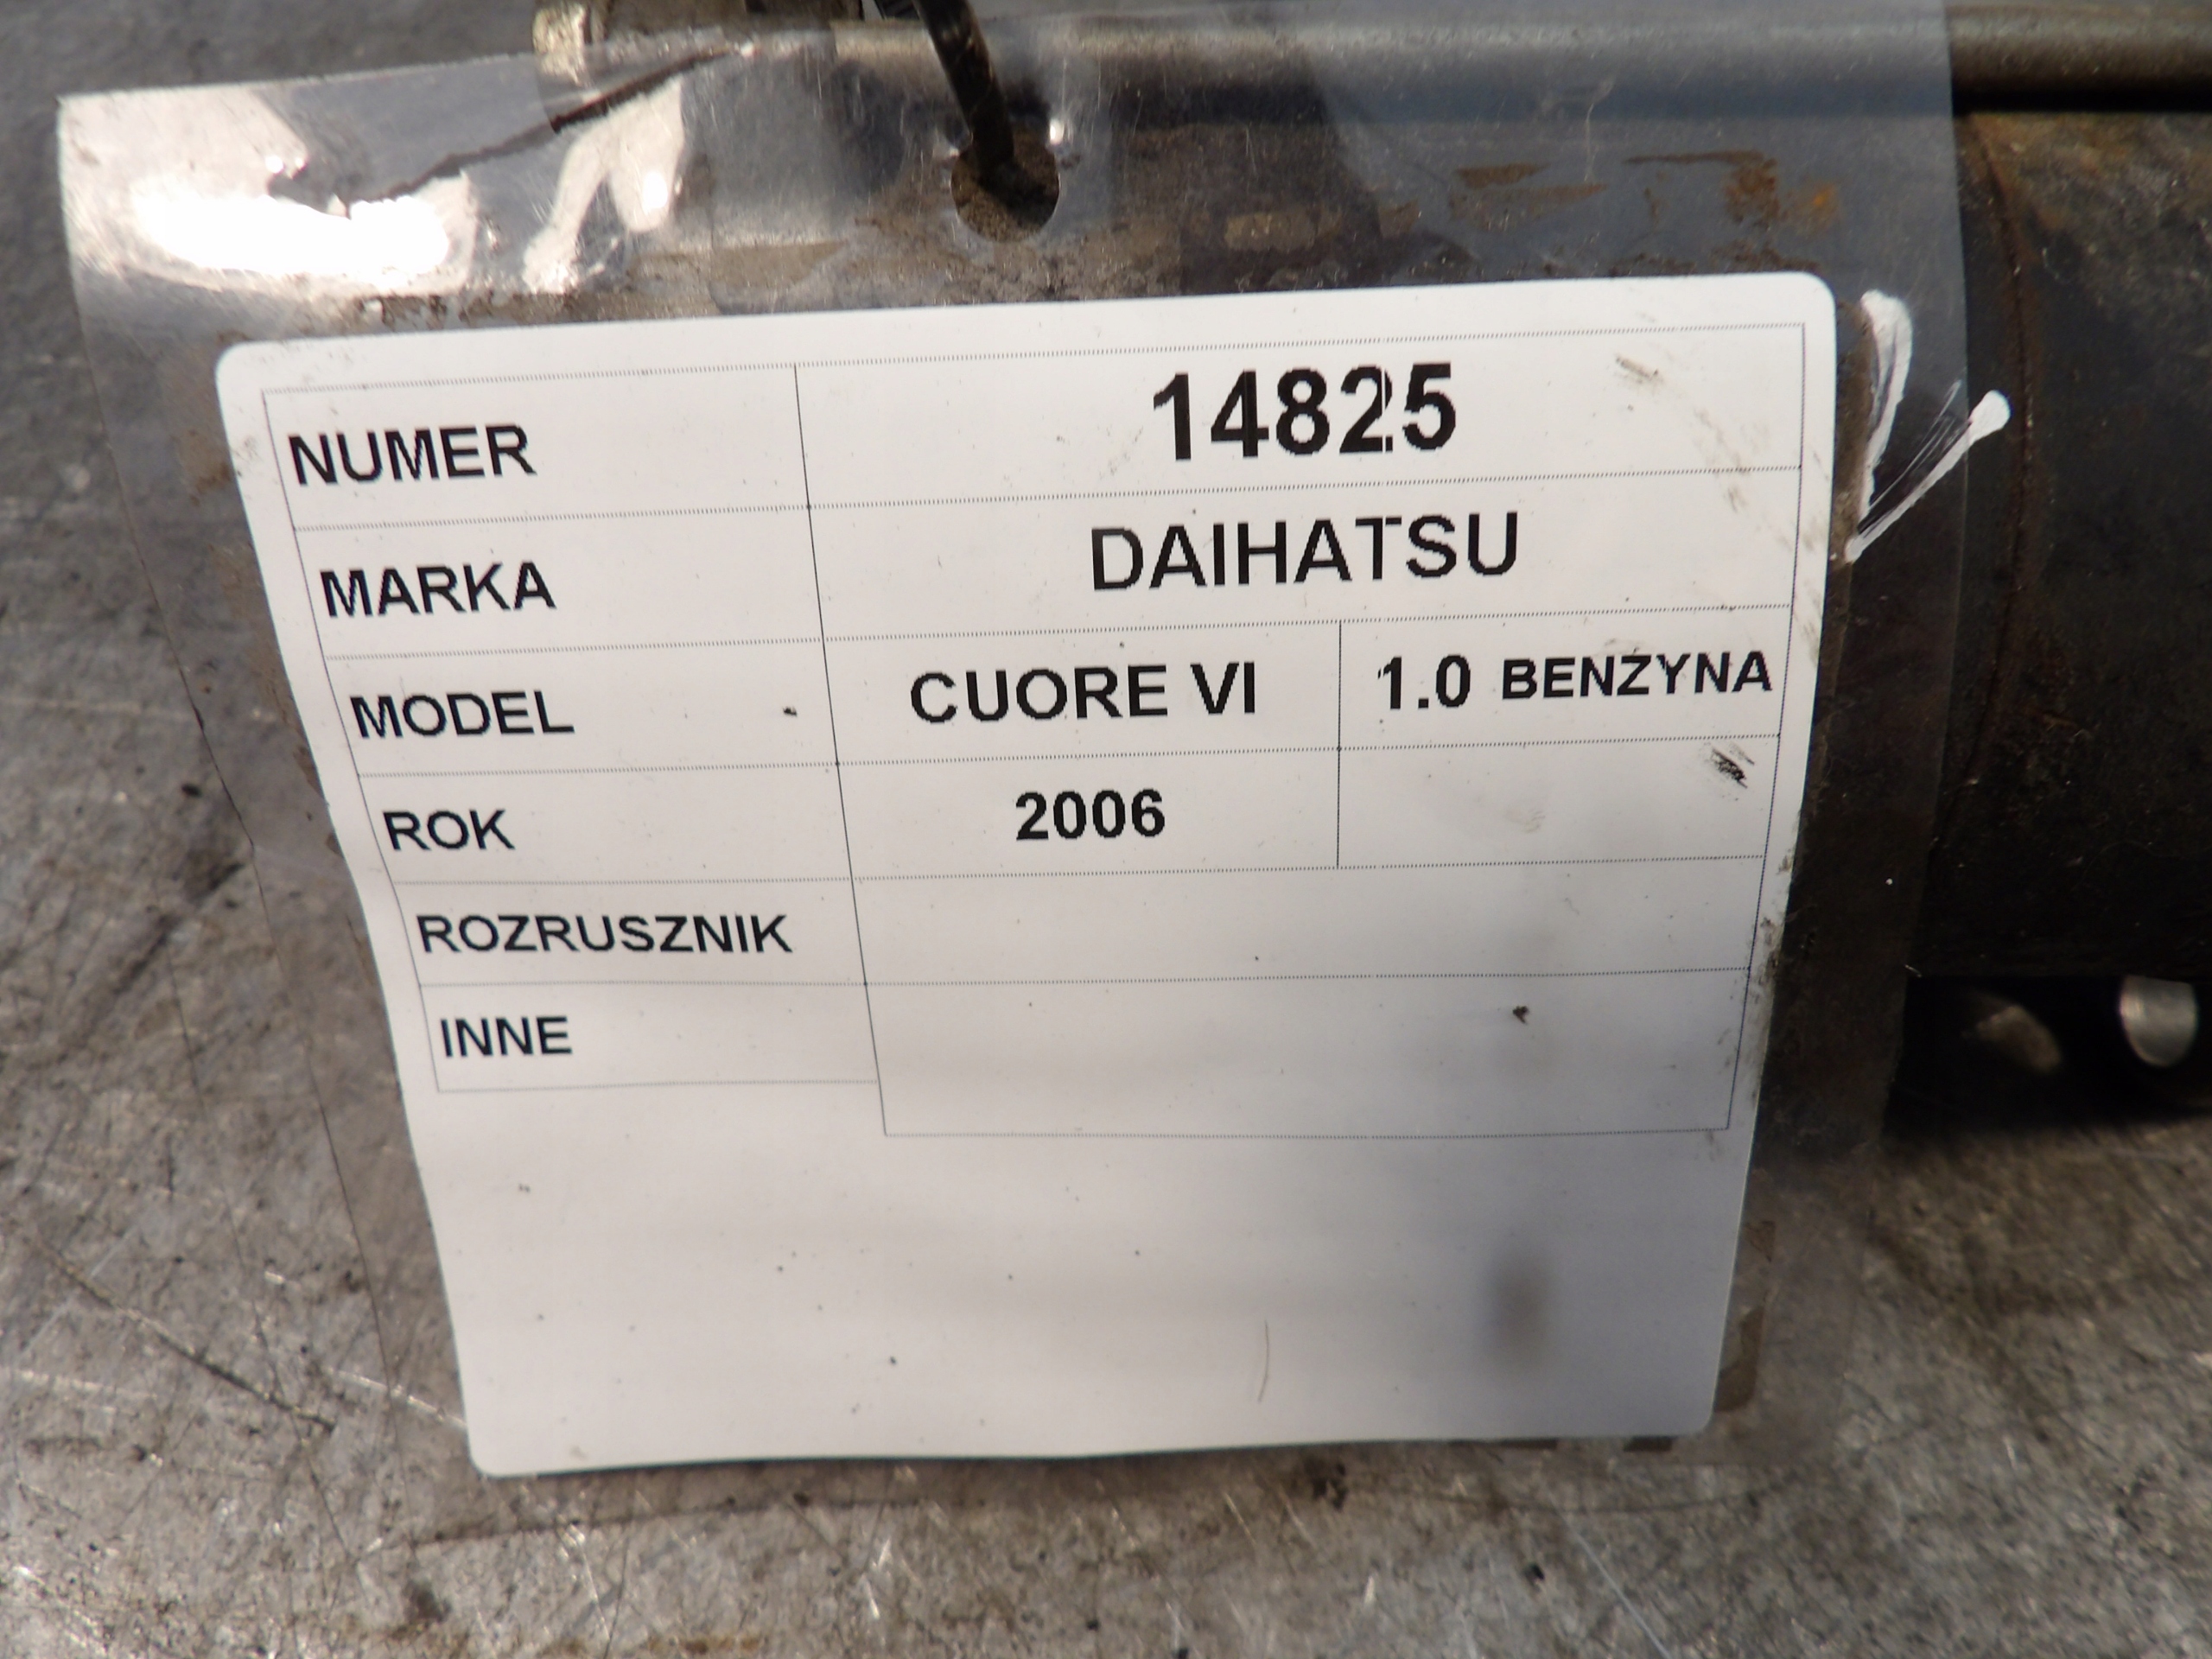 NUMER 14825
MARKA DAIHATSU
MODEL CUORE VI 1.0 BENZYNA
ROK 2006
ROZRUSZNIK
INNE